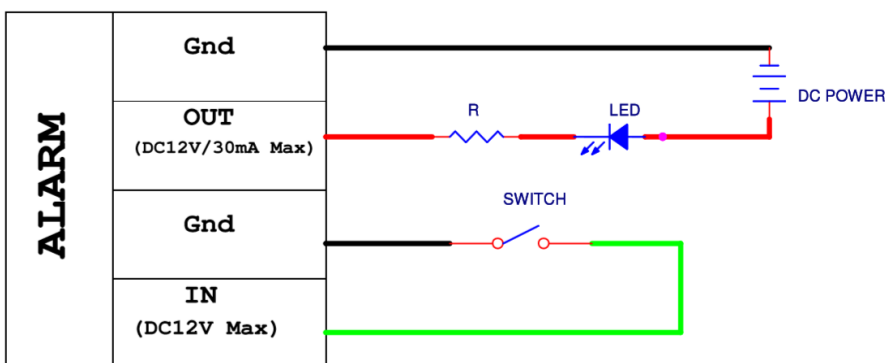 ALARM
Gnd
OUT
(DC12V/30mA Max)
Gnd
IN
(DC12V Max)
R
LED
DC POWER
SWITCH